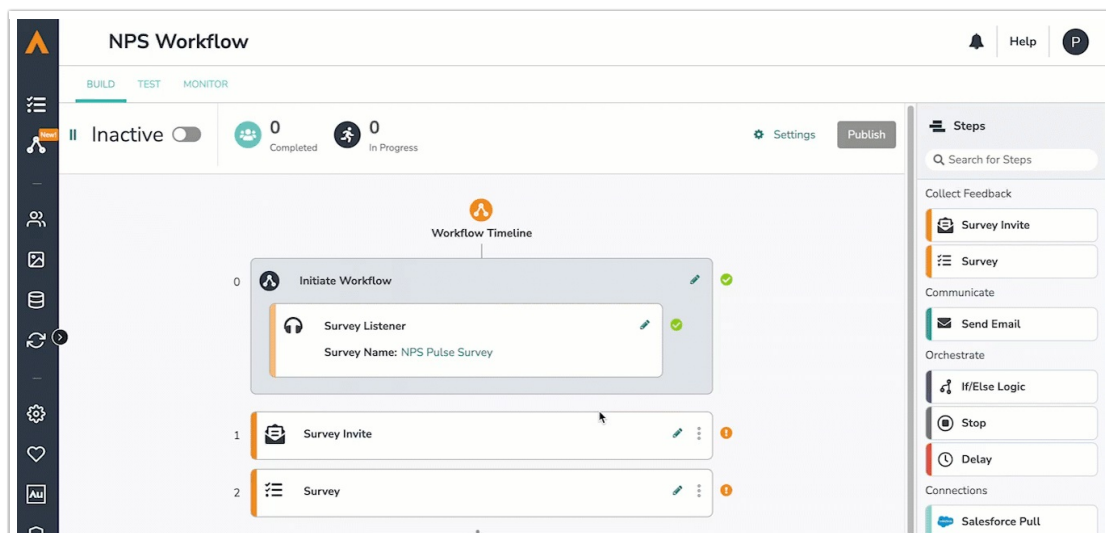 NPS Workflow
Help
P
BUILD TEST MONITOR
New!
Inactive
0
Completed
0
In Progress
Settings
Publish
Workflow Timeline
0
Initiate Workflow
Survey Listener
Survey Name: NPS Pulse Survey
1
Survey Invite
2
Survey
Steps
Search for Steps
Collect Feedback
Survey Invite
Survey
Communicate
Send Email
Orchestrate
If/Else Logic
Stop
Delay
Connections
Salesforce Pull
Au